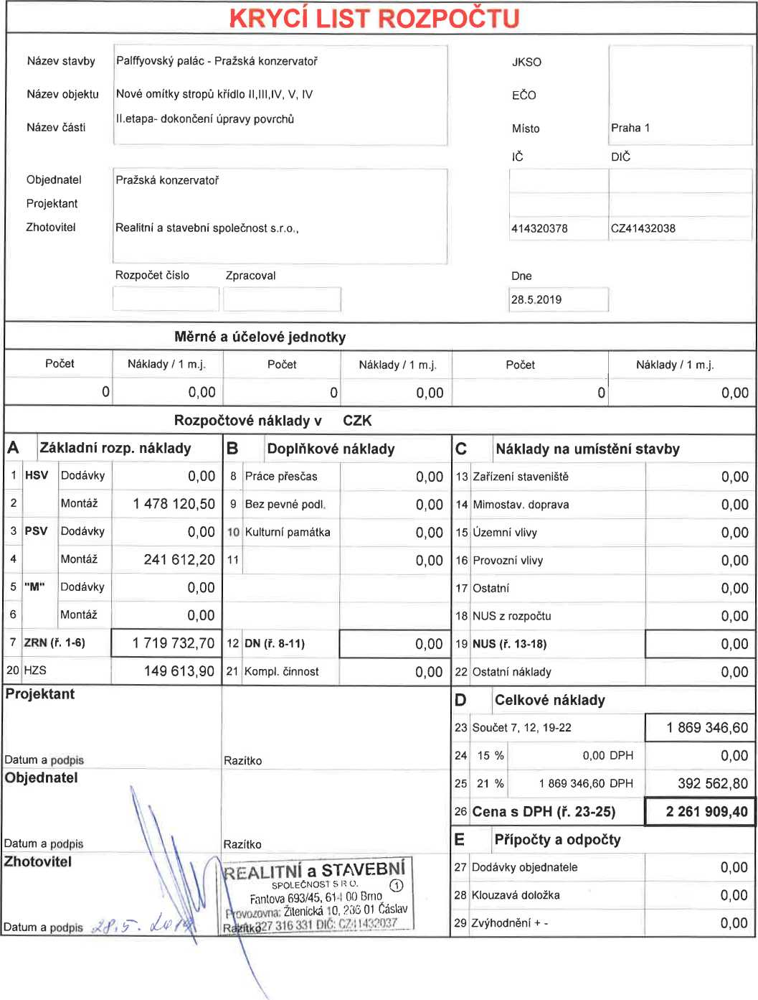 KRYCÍ LIST ROZPOČTU
Název stavby Palffyovský palác - Pražská konzervatoř JKSO
Název objektu Nové omítky stropů křídlo II,III,IV, V, IV EČO
Název části II.etapa- dokončení úpravy povrchů Místo Praha 1
IČ DIČ
Objednatel Pražská konzervatoř
Projektant
Zhotovitel Realitní a stavební společnost s.r.o., 414320378 CZ41432038
Rozpočet číslo Zpracoval Dne
28.5.2019
Měrné a účelové jednotky
Počet Náklady / 1 m.j. Počet Náklady / 1 m.j. Počet Náklady / 1 m.j.
0 0,00 0 0,00 0 0,00
Rozpočtové náklady v CZK
A Základní rozp. náklady B Doplňkové náklady C Náklady na umístění stavby
1 HSV Dodávky 0,00 8 Práce přesčas 0,00 13 Zařízení staveniště 0,00
2 Montáž 1 478 120,50 9 Bez pevné podl. 0,00 14 Mimostav. doprava 0,00
3 PSV Dodávky 0,00 10 Kulturní památka 0,00 15 Územní vlivy 0,00
4 Montáž 241 612,20 11 0,00 16 Provozní vlivy 0,00
5 "M" Dodávky 0,00 17 Ostatní 0,00
6 Montáž 0,00 18 NUS z rozpočtu 0,00
7 ZRN (ř. 1-6) 1 719 732,70 12 DN (ř. 8-11) 0,00 19 NUS (ř. 13-18) 0,00
20 HZS 149 613,90 21 Kompl. činnost 0,00 22 Ostatní náklady 0,00
Projektant D Celkové náklady
23 Součet 7, 12, 19-22 1 869 346,60
Datum a podpis Razítko 24 15 % 0,00 DPH 0,00
Objednatel 25 21 % 1 869 346,60 DPH 392 562,80
26 Cena s DPH (ř. 23-25) 2 261 909,40
Datum a podpis Razítko E Přípočty a odpočty
Zhotovitel 27 Dodávky objednatele 0,00
28 Klouzavá doložka 0,00
29 Zvýhodnění + - 0,00
REALITNÍ a STAVEBNÍ
SPOLEČNOST S R O. 1
Fantova 693/45, 614 00 Brno
Provozovna: Žitenická 10, 286 01 Čáslav
327 316 331 DIČ: CZ41432037
Datum a podpis 28.5. 2019 Razítko